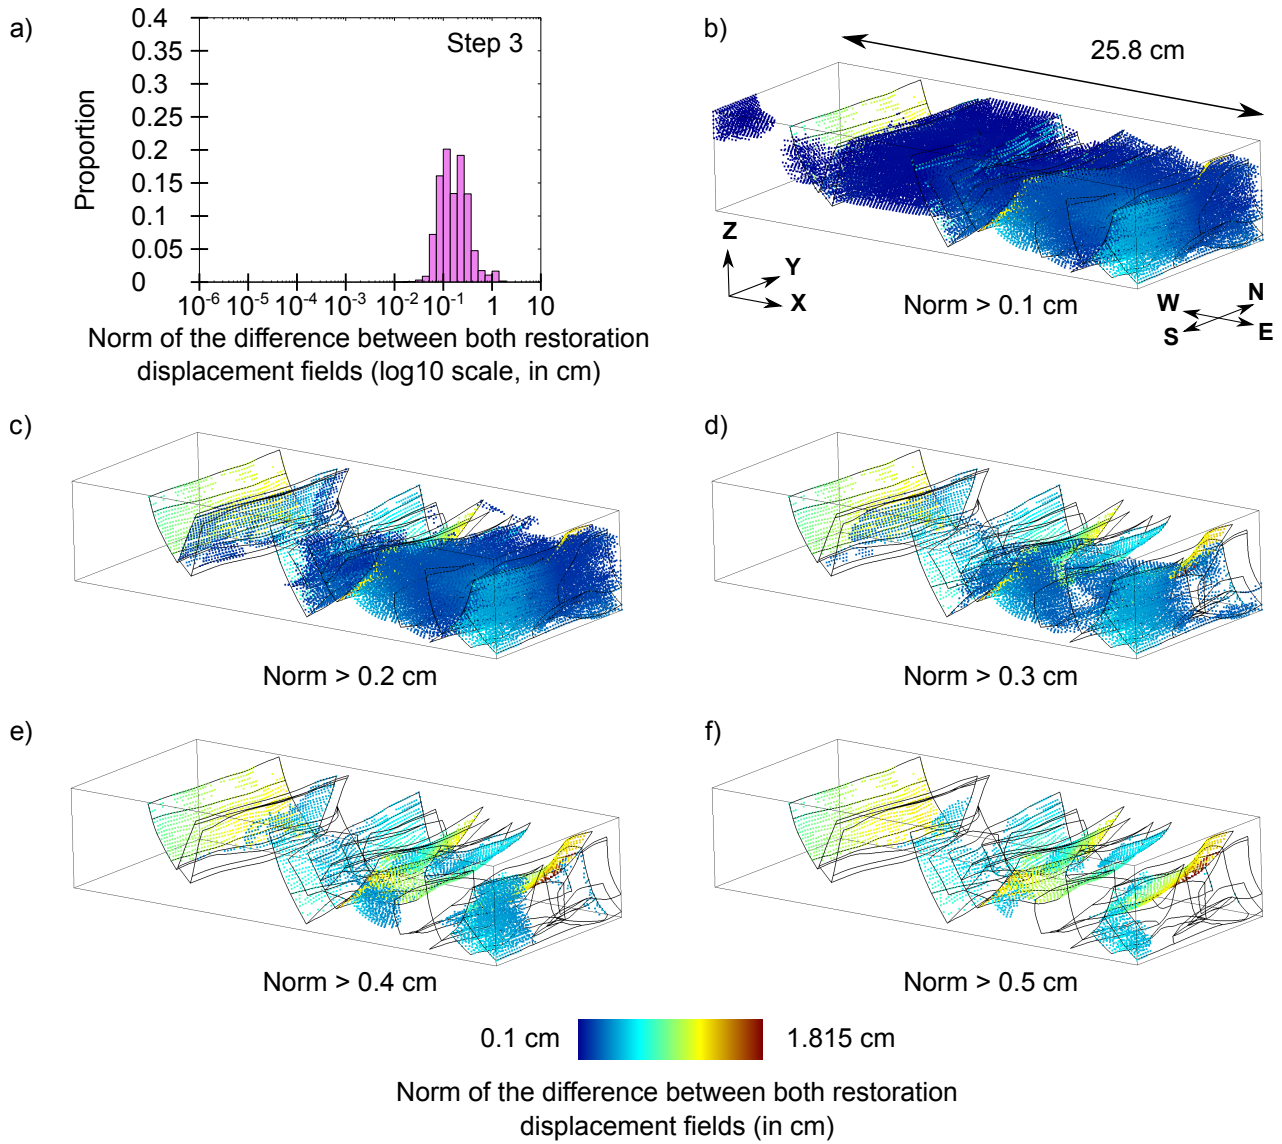 a)
0.4
0.35
0.3
0.25
0.2
0.15
0.1
0.05
0
Proportion
Step 3
10^-6 10^-5 10^-4 10^-3 10^-2 10^-1 1 10
Norm of the difference between both restoration
displacement fields (log10 scale, in cm)
b)
25.8 cm
Z
Y
X
Norm > 0.1 cm
W N
S E
c)
Norm > 0.2 cm
d)
Norm > 0.3 cm
e)
Norm > 0.4 cm
f)
Norm > 0.5 cm
0.1 cm 1.815 cm
Norm of the difference between both restoration
displacement fields (in cm)